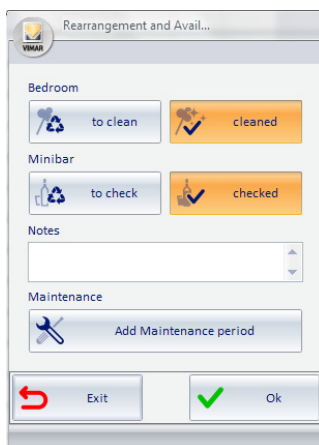 Rearrangement and Avail...
VIMAR
Bedroom
to clean
cleaned
Minibar
to check
checked
Notes
Maintenance
Add Maintenance period
Exit
Ok